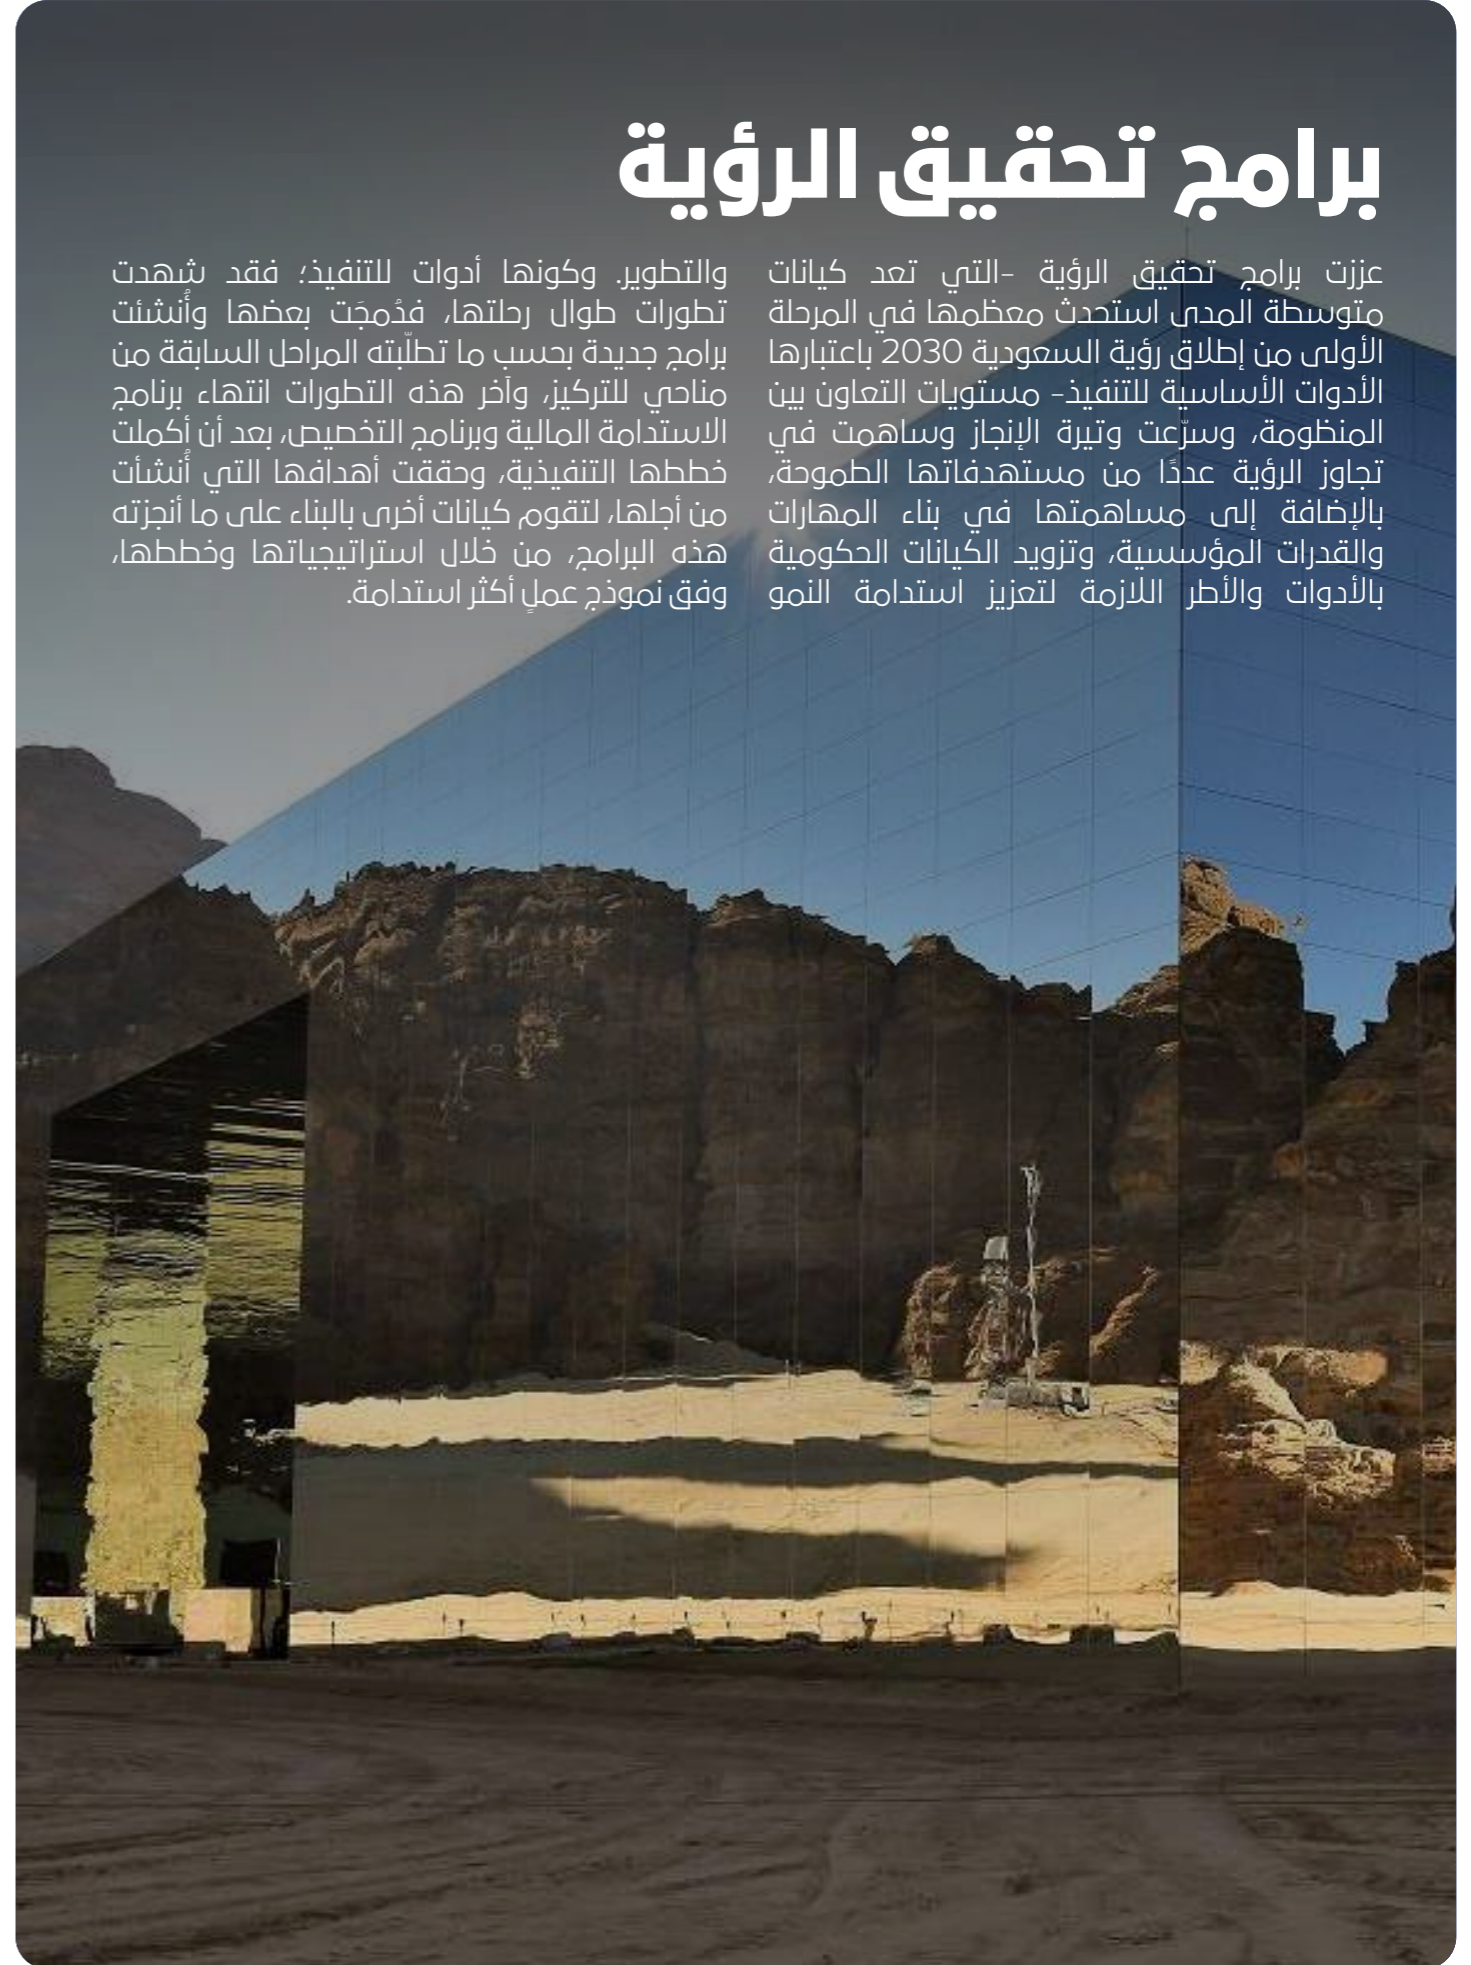 برامج تحقيق الرؤية
عززت برامج تحقيق الرؤية -التي تعد كيانات
متوسطة المدى استحدث معظمها في المرحلة
الأولى من إطلاق رؤية السعودية 2030 باعتبارها
الأدوات الأساسية للتنفيذ- مستويات التعاون بين
المنظومة، وسرّعت وتيرة الإنجاز وساهمت في
تجاوز الرؤية عددًا من مستهدفاتها الطموحة،
بالإضافة إلى مساهمتها في بناء المهارات
والقدرات المؤسسية، وتزويد الكيانات الحكومية
بالأدوات والأطر اللازمة لتعزيز استدامة النمو
والتطوير. وكونها أدوات للتنفيذ؛ فقد شهدت
تطورات طوال رحلتها، فدُمجَت بعضها وأُنشئت
برامج جديدة بحسب ما تطلّبته المراحل السابقة من
مناحي للتركيز، وآخر هذه التطورات انتهاء برنامج
الاستدامة المالية وبرنامج التخصيص، بعد أن أكملت
خططها التنفيذية، وحققت أهدافها التي أُنشأت
من أجلها، لتقوم كيانات أخرى بالبناء على ما أنجزته
هذه البرامج، من خلال استراتيجياتها وخططها،
وفق نموذج عملٍ أكثر استدامة.